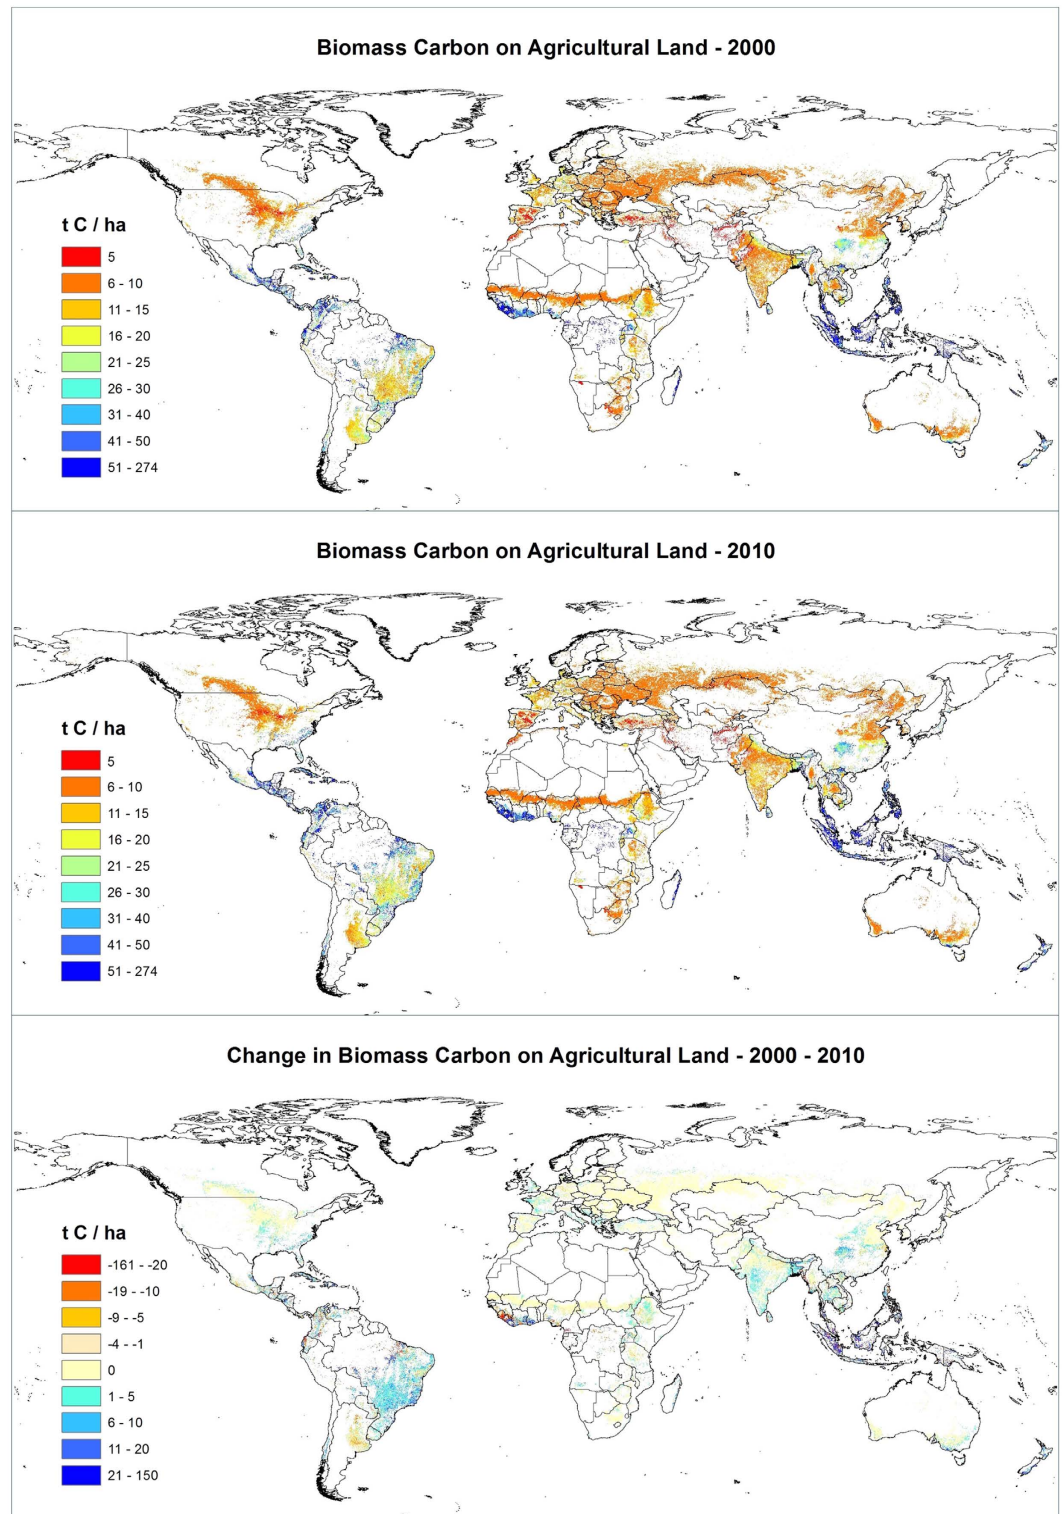 Biomass Carbon on Agricultural Land - 2000
t C / ha
5
6 - 10
11 - 15
16 - 20
21 - 25
26 - 30
31 - 40
41 - 50
51 - 274
Biomass Carbon on Agricultural Land - 2010
t C / ha
5
6 - 10
11 - 15
16 - 20
21 - 25
26 - 30
31 - 40
41 - 50
51 - 274
Change in Biomass Carbon on Agricultural Land - 2000 - 2010
t C / ha
-161 - -20
-19 - -10
-9 - -5
-4 - -1
0
1 - 5
6 - 10
11 - 20
21 - 150